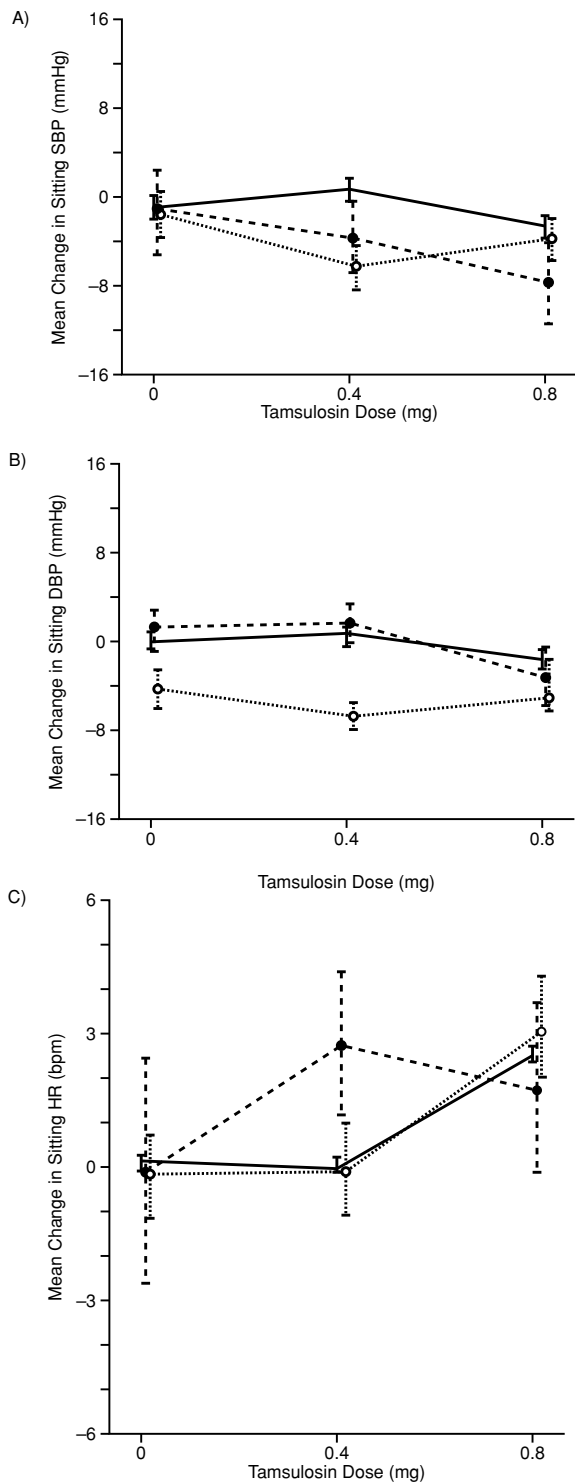 A)
Mean Change in Sitting SBP (mmHg)
16
8
0
–8
–16
0
0.4
0.8
Tamsulosin Dose (mg)
B)
Mean Change in Sitting DBP (mmHg)
16
8
0
–8
–16
0
0.4
0.8
Tamsulosin Dose (mg)
C)
Mean Change in Sitting HR (bpm)
6
3
0
–3
–6
0
0.4
0.8
Tamsulosin Dose (mg)